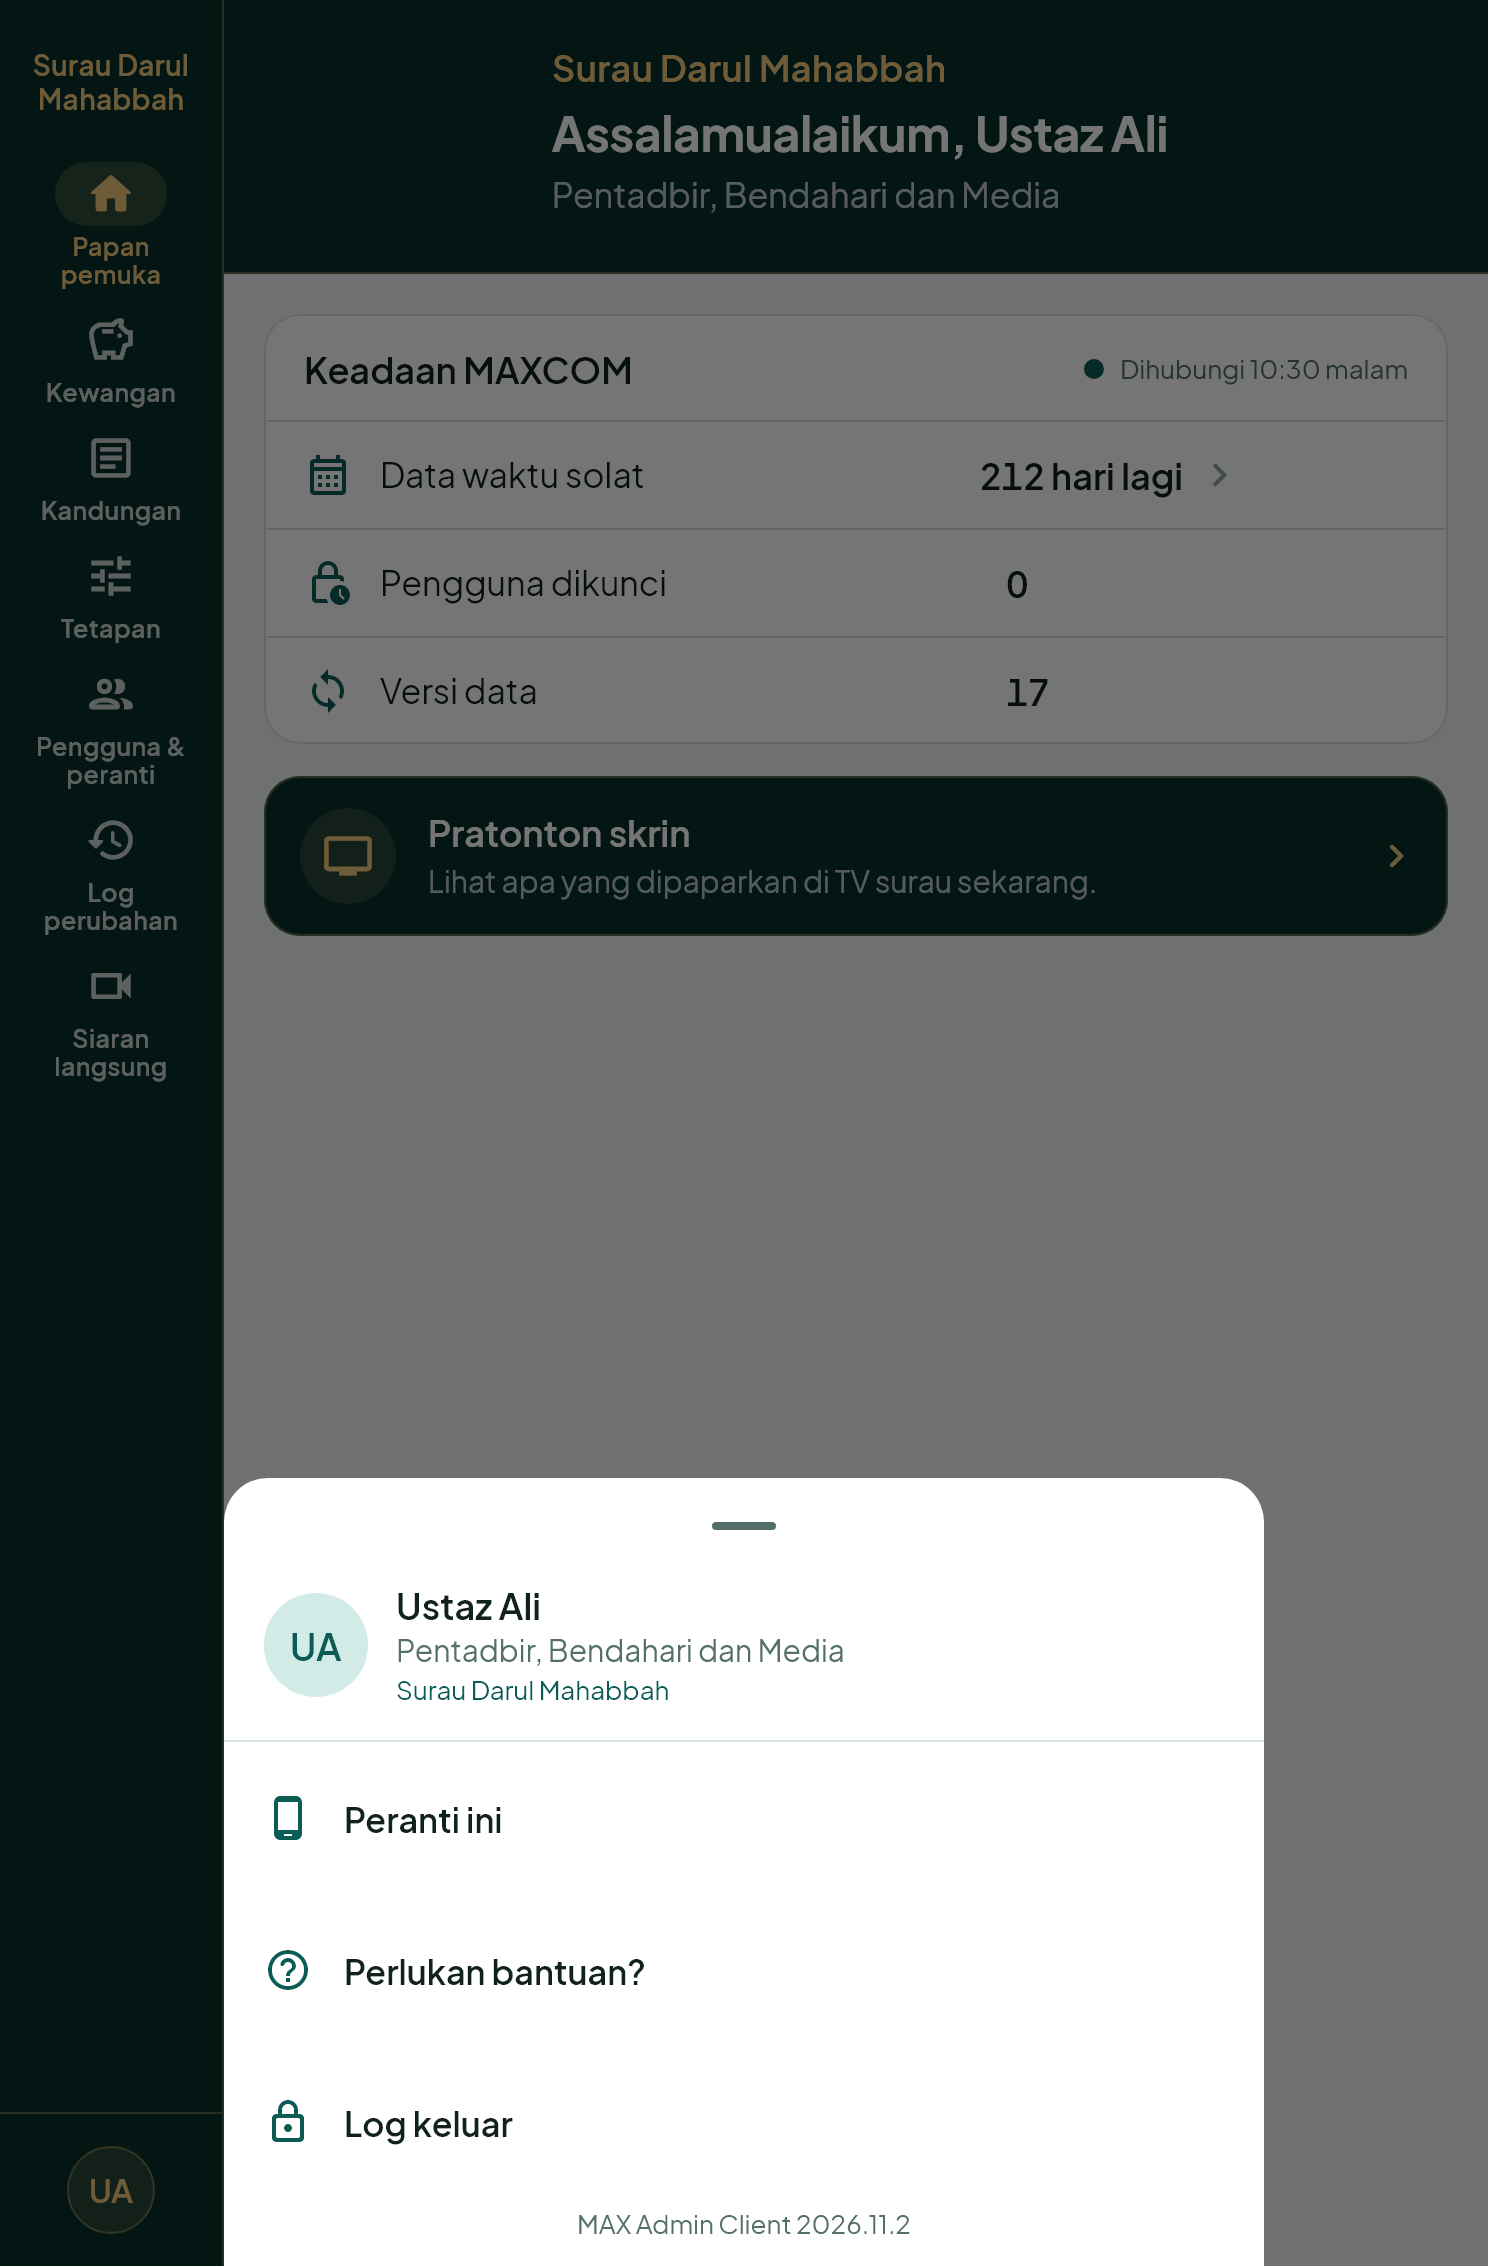 Surau Darul
Mahabbah
Papan
pemuka
Kewangan
Kandungan
Tetapan
Pengguna &
peranti
Log
perubahan
Siaran
langsung
UA
Surau Darul Mahabbah
Assalamualaikum, Ustaz Ali
Pentadbir, Bendahari dan Media
Keadaan MAXCOM
Dihubungi 10:30 malam
Data waktu solat
212 hari lagi
Pengguna dikunci
0
Versi data
17
Pratonton skrin
Lihat apa yang dipaparkan di TV surau sekarang.
UA
Ustaz Ali
Pentadbir, Bendahari dan Media
Surau Darul Mahabbah
Peranti ini
Perlukan bantuan?
Log keluar
MAX Admin Client 2026.11.2